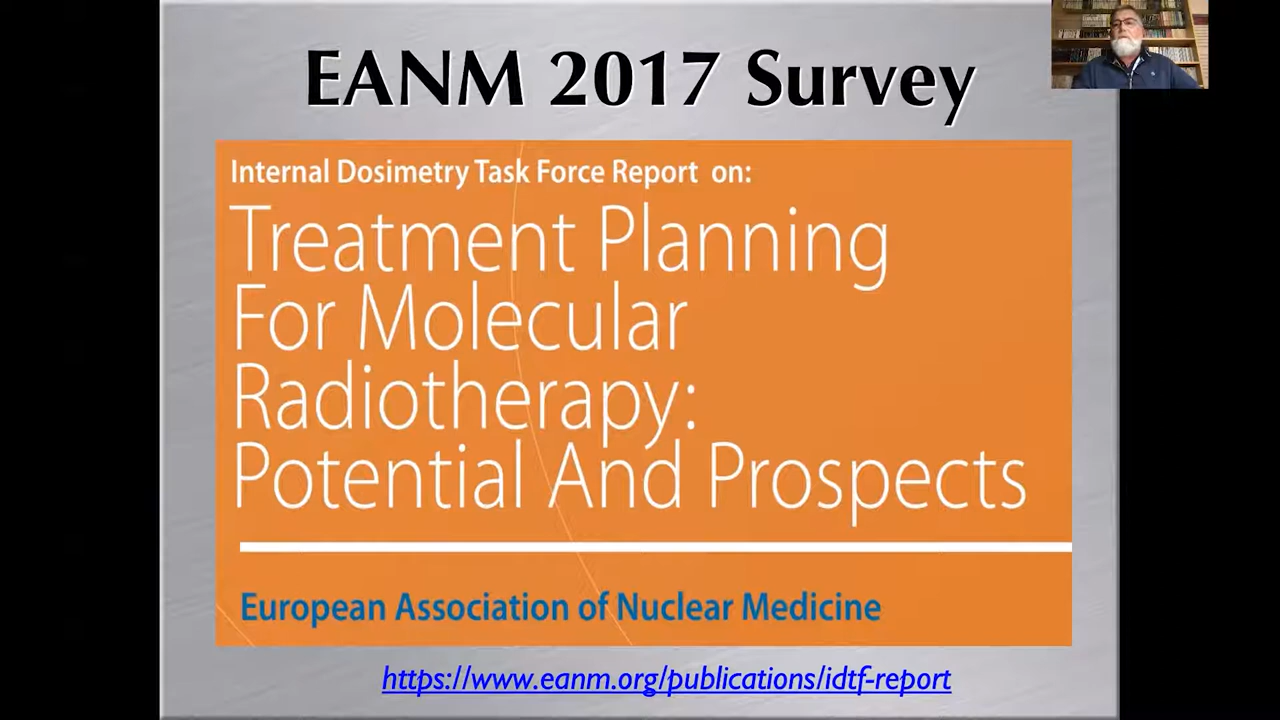 EANM 2017 Survey
Internal Dosimetry Task Force Report on:
Treatment Planning
For Molecular
Radiotherapy:
Potential And Prospects
European Association of Nuclear Medicine
https://www.eanm.org/publications/idtf-report